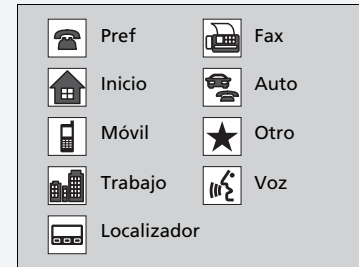 Pref
Fax
Inicio
Auto
Móvil
Otro
Trabajo
Voz
Localizador